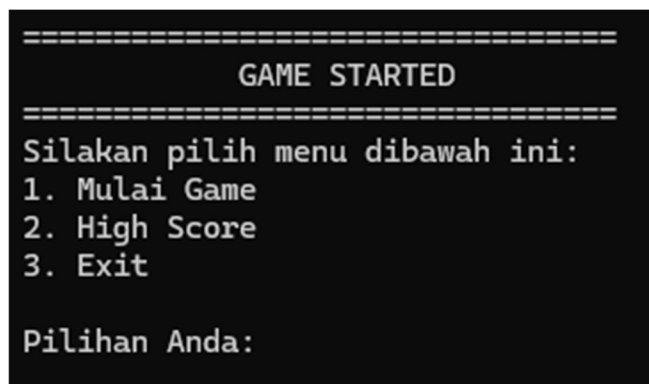 =================================
GAME STARTED
=================================
Silakan pilih menu dibawah ini:
1. Mulai Game
2. High Score
3. Exit
Pilihan Anda: